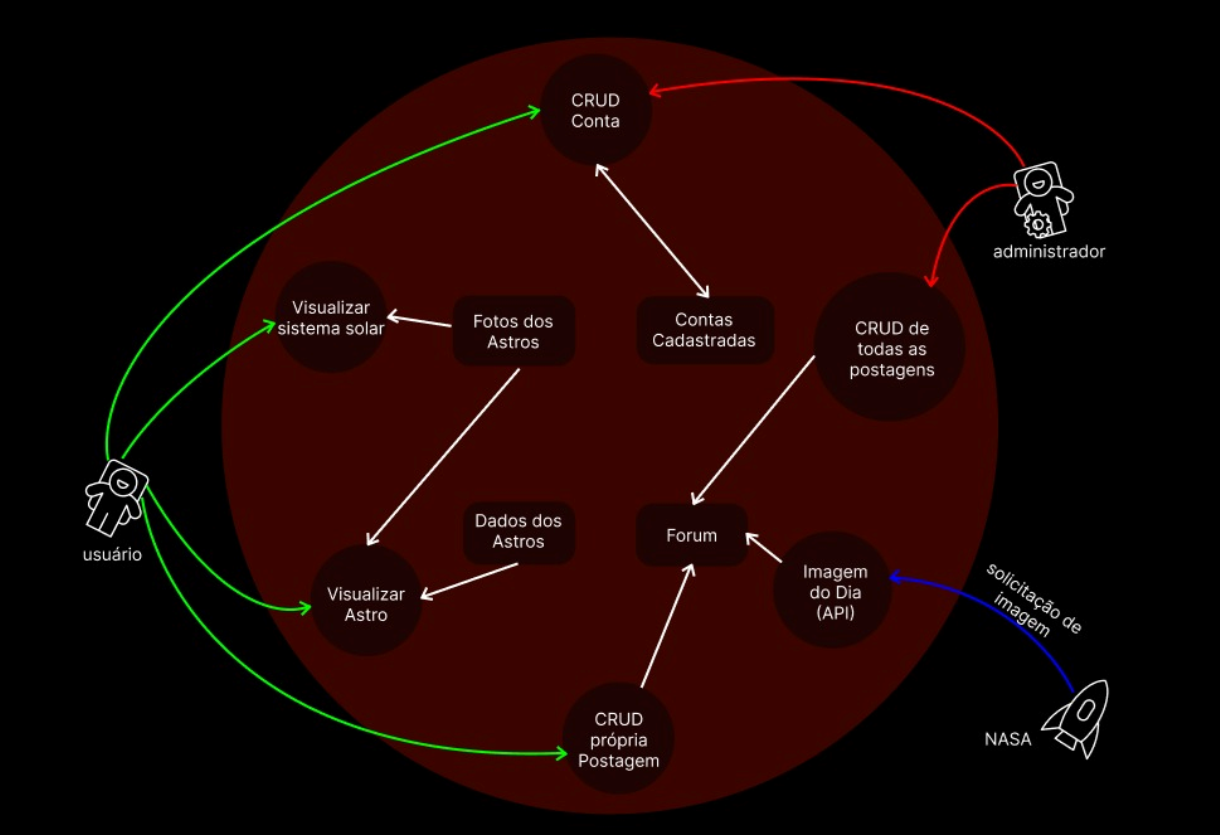 CRUD
Conta
administrador
Visualizar
sistema solar
Fotos dos
Astros
Contas
Cadastradas
CRUD de
todas as
postagens
usuário
Dados dos
Astros
Forum
Visualizar
Astro
Imagem
do Dia
(API)
solicitação de
imagem
CRUD
própria
Postagem
NASA